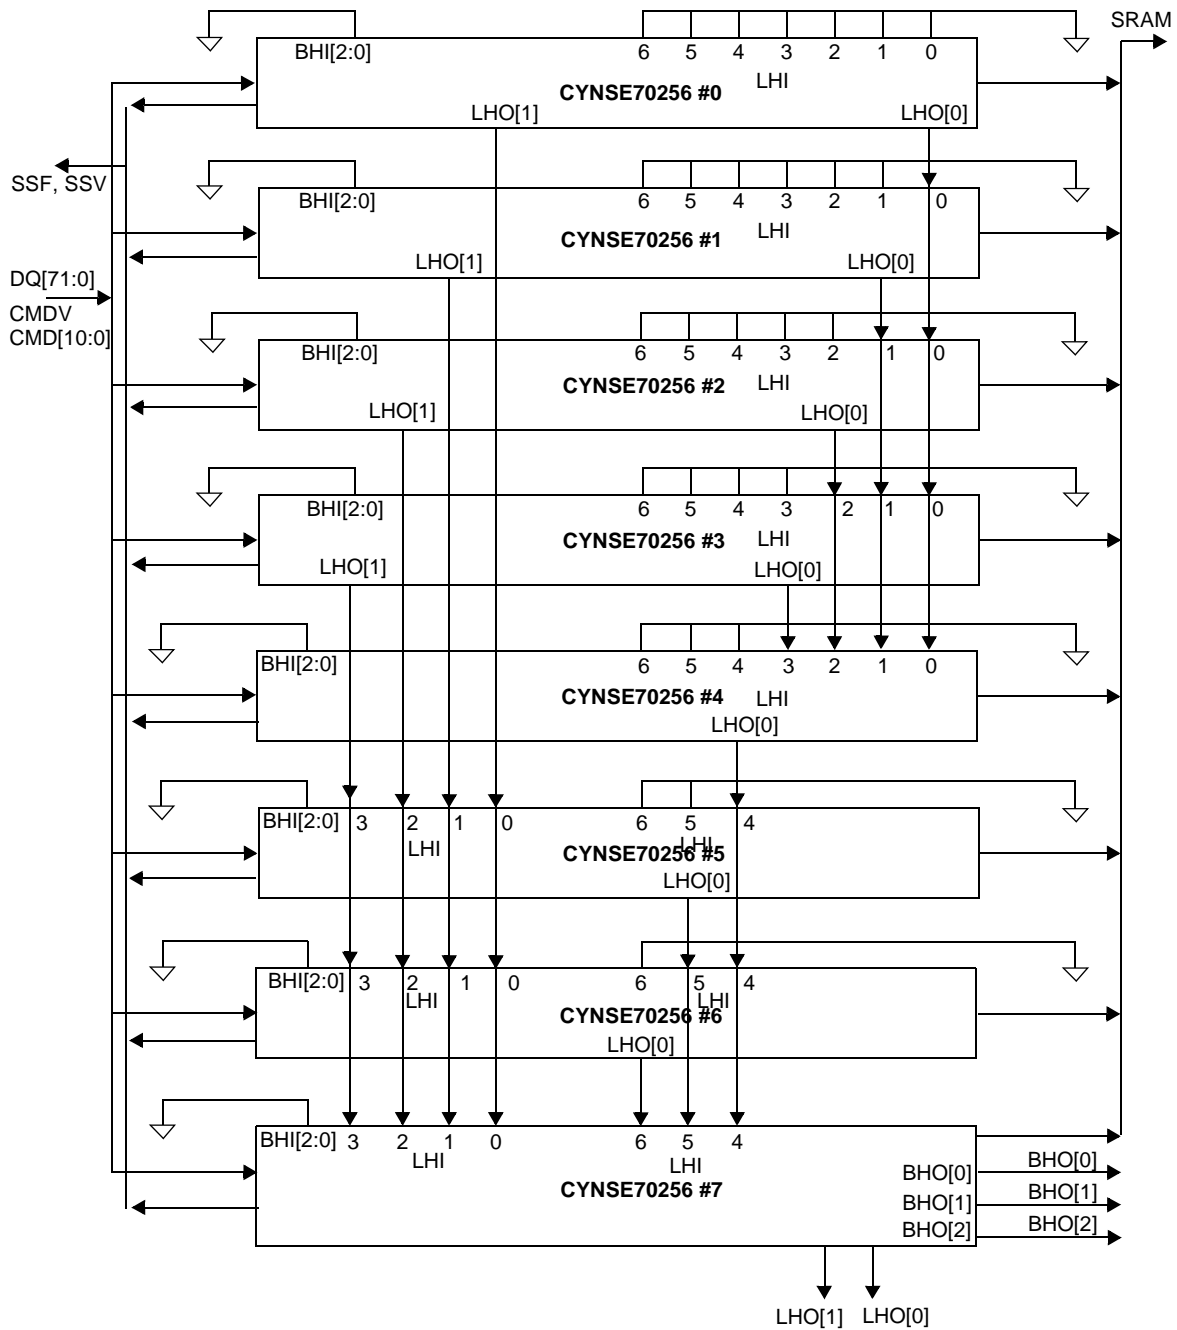 SRAM
BHI[2:0] 6 5 4 3 2 1 0
LHI
CYNSE70256 #0
LHO[1] LHO[0]
SSF, SSV
BHI[2:0] 6 5 4 3 2 1 0
LHI
CYNSE70256 #1
LHO[1] LHO[0]
DQ[71:0]
CMDV
CMD[10:0]
BHI[2:0] 6 5 4 3 2 1 0
LHI
CYNSE70256 #2
LHO[1] LHO[0]
BHI[2:0] 6 5 4 3 2 1 0
LHI
CYNSE70256 #3
LHO[1] LHO[0]
BHI[2:0] 6 5 4 3 2 1 0
LHI
CYNSE70256 #4
LHO[0]
BHI[2:0] 3 2 1 0 6 5 4
LHI LHI
CYNSE70256 #5
LHO[0]
BHI[2:0] 3 2 1 0 6 5 4
LHI LHI
CYNSE70256 #6
LHO[0]
BHI[2:0] 3 2 1 0 6 5 4
LHI LHI
CYNSE70256 #7
BHO[0] BHO[0]
BHO[1] BHO[1]
BHO[2] BHO[2]
LHO[1] LHO[0]